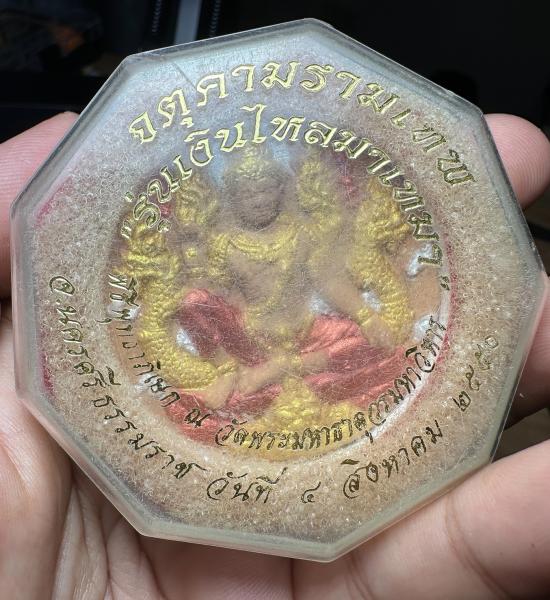 จตุคามรามเทพ
"รุ่นเงินไหลมาเทมา"
พิธีพุทธาภิเษก ณ วัดพระมหาธาตุวรมหาวิหาร
จ.นครศรีธรรมราช วันที่ ๔ สิงหาคม ๒๕๕๐